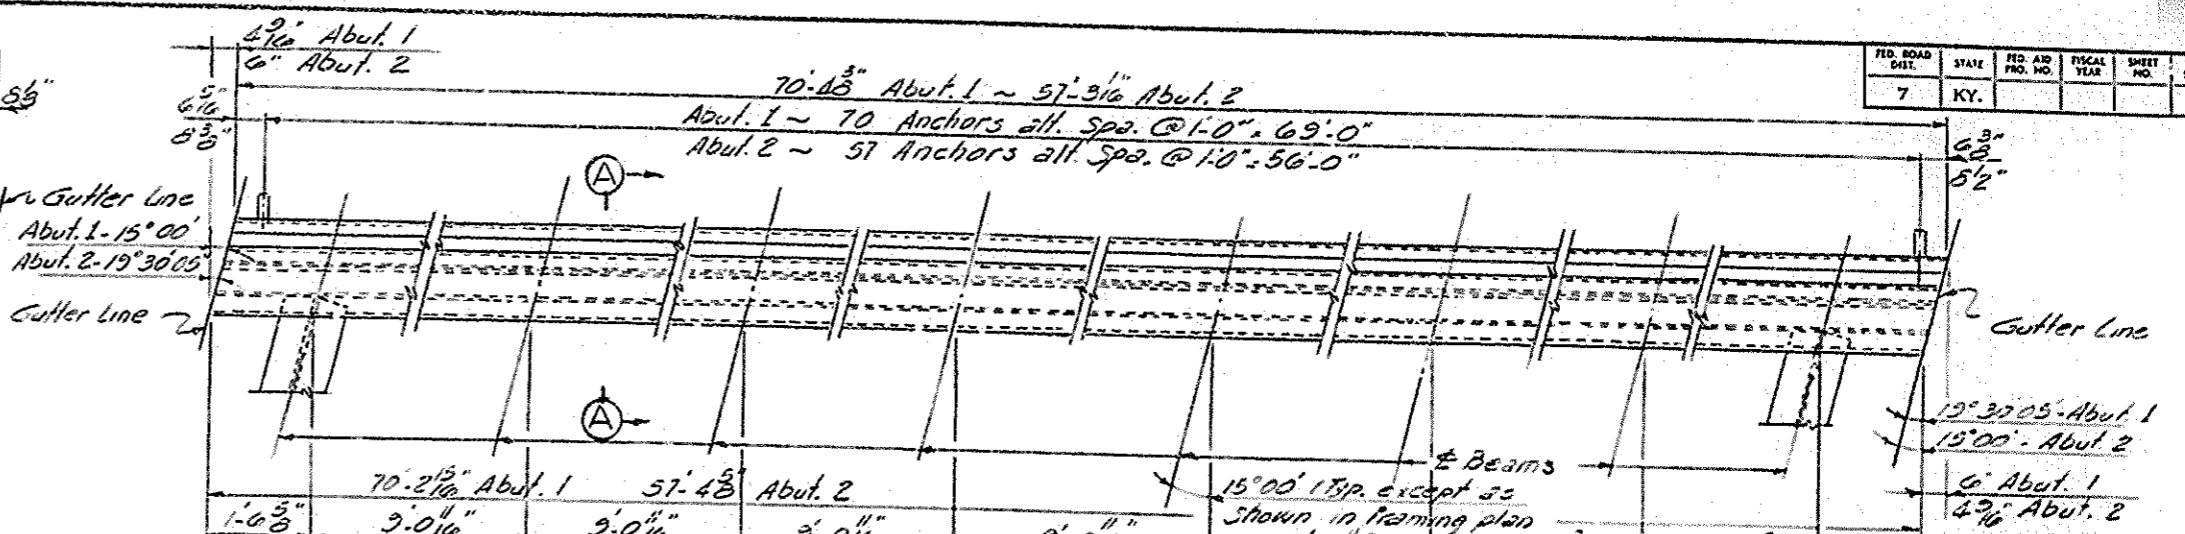 4 9/16" Abut. 1
6" Abut. 2
70'-4 3/8" Abut. 1 ~ 57'-3 1/16" Abut. 2
FED. ROAD DIST. STATE FED. AID PRO. NO. FISCAL YEAR SHEET NO.
7 KY.
6 5/16"
8 3/8"
Abut. 1 ~ 70 Anchors alt. Spa. @ 1'-0" = 69'-0"
Abut. 2 ~ 57 Anchors alt. Spa. @ 1'-0" = 56'-0"
6 3/8"
8 1/2"
A
Gutter Line
Abut. 1 - 15°00'
Abut. 2 - 19°30'05"
Gutter Line
Gutter Line
A
19°30'05" - Abut. 1
15°00' - Abut. 2
℄ Beams
70'-2 15/16" Abut. 1 57'-4 5/8" Abut. 2
15°00' (Typ. except as
shown in framing plan
6" Abut. 1
4 9/16" Abut. 2
1'-6 5/8" 9'-0 11/16" 9'-0 11/16" 9'-0 11/16"